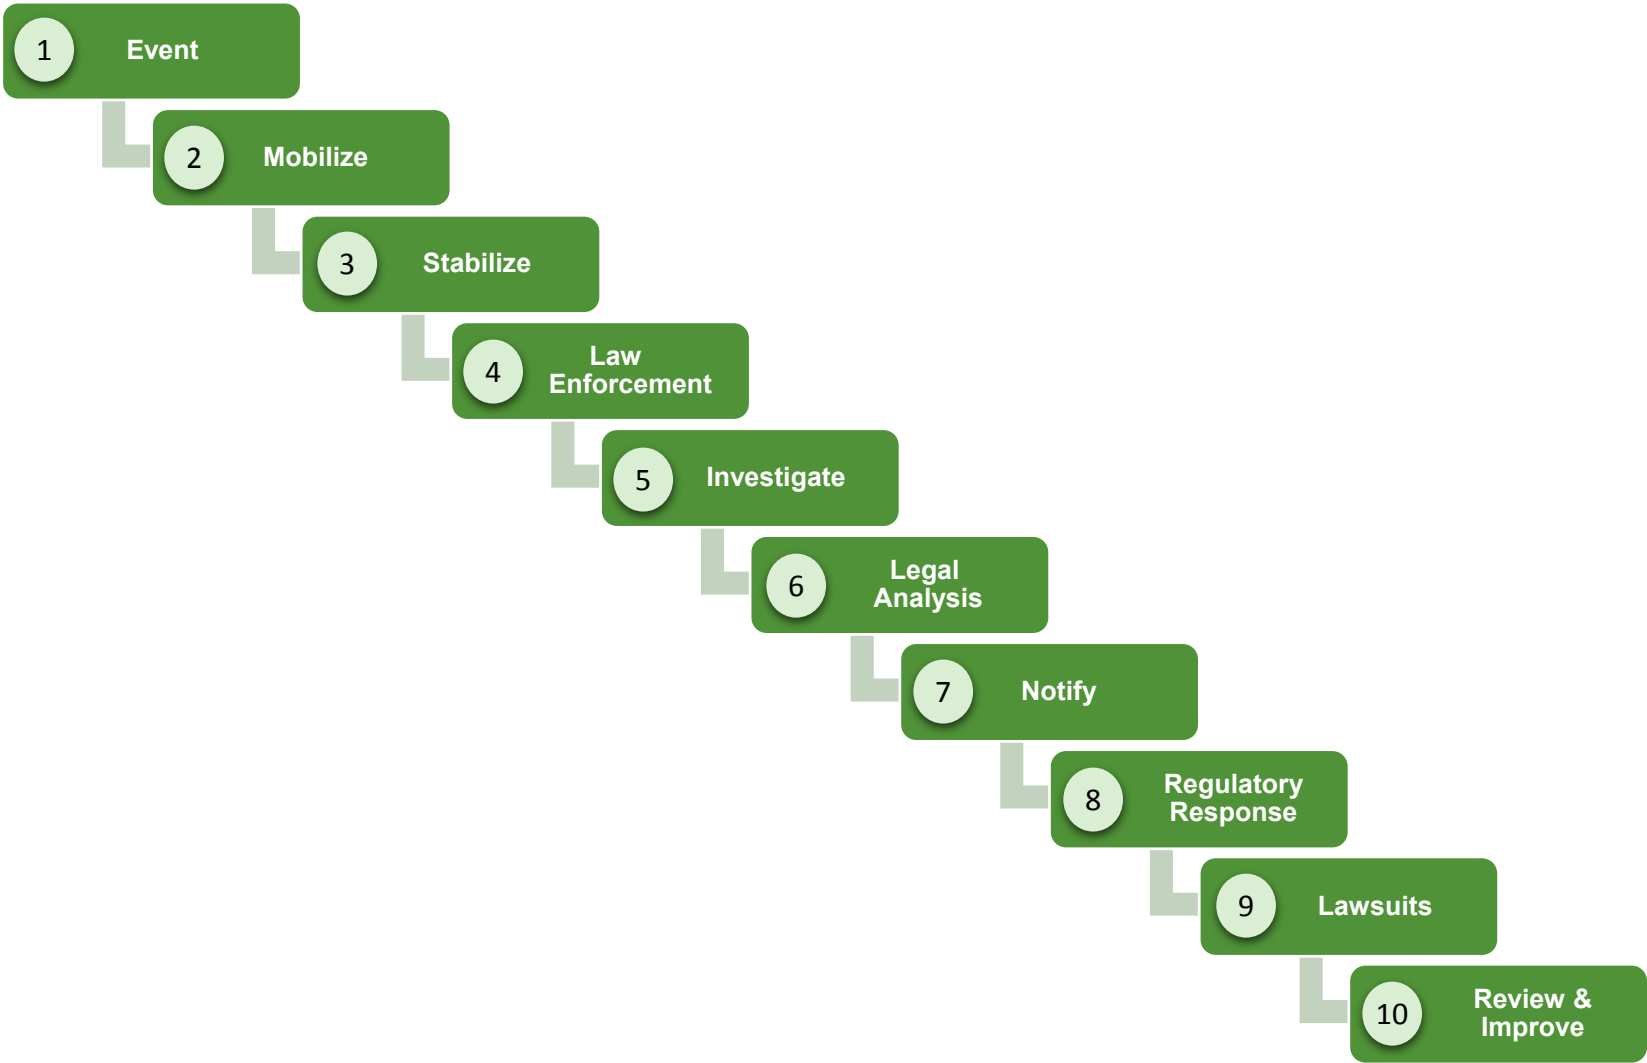 1
Event
2
Mobilize
3
Stabilize
4
Law
Enforcement
5
Investigate
6
Legal
Analysis
7
Notify
8
Regulatory
Response
9
Lawsuits
10
Review &
Improve